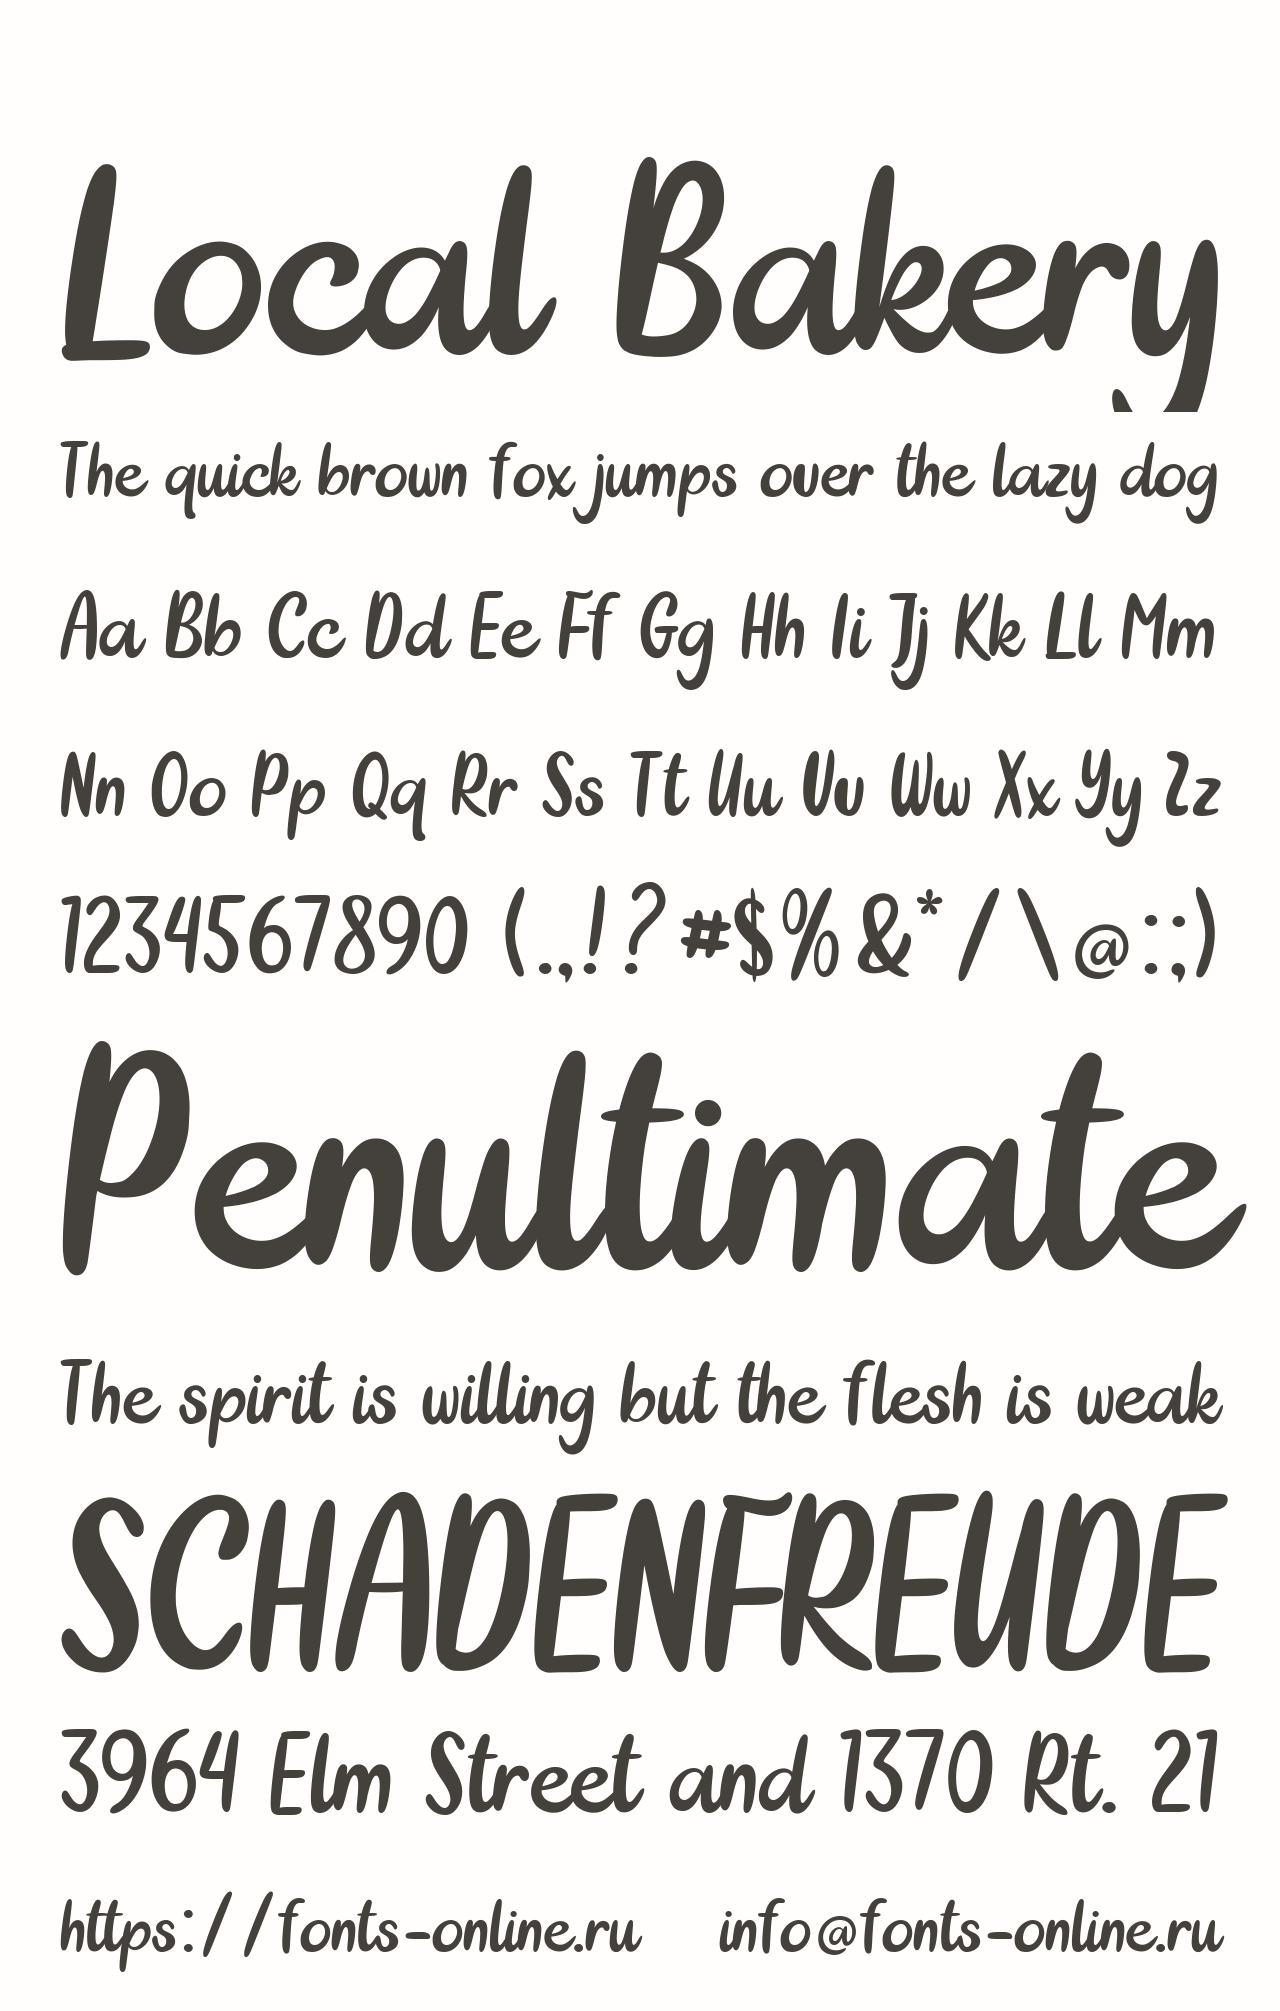 Local Bakery
The quick brown fox jumps over the lazy dog
Aa Bb Cc Dd Ee Ff Gg Hh Ii Jj Kk Ll Mm
Nn Oo Pp Qq Rr Ss Tt Uu Vv Ww Xx Yy Zz
1234567890 (.,!?#$%&*/\@:;)
Penultimate
The spirit is willing but the flesh is weak
SCHADENFREUDE
3964 Elm Street and 1370 Rt. 21
https://fonts-online.ru info@fonts-online.ru